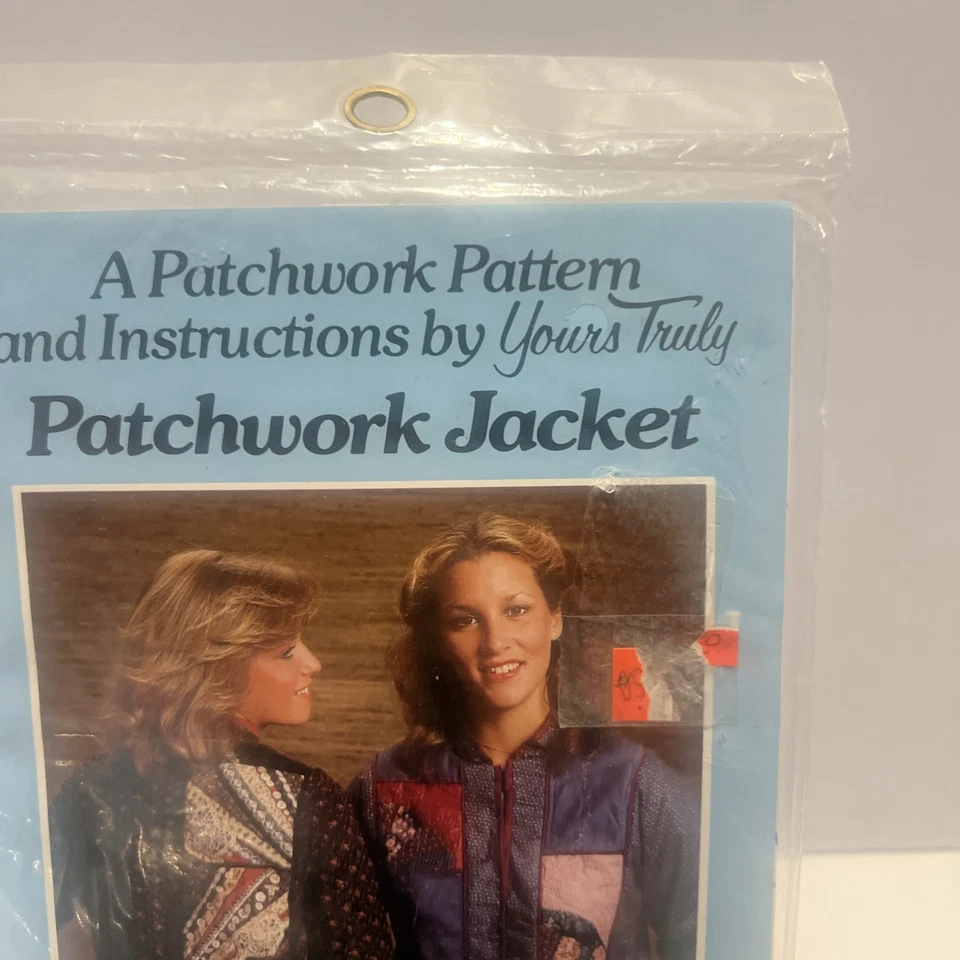 A Patchwork Pattern
and Instructions by Yours Truly
Patchwork Jacket